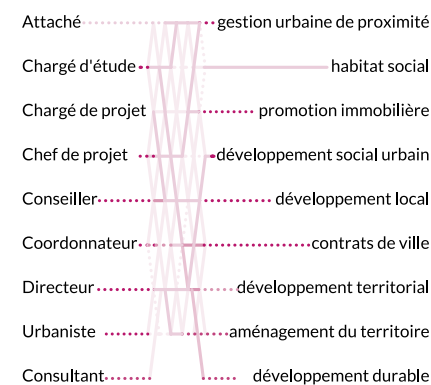 Attaché gestion urbaine de proximité
Chargé d'étude habitat social
Chargé de projet promotion immobilière
Chef de projet développement social urbain
Conseiller développement local
Coordonnateur contrats de ville
Directeur développement territorial
Urbaniste aménagement du territoire
Consultant développement durable